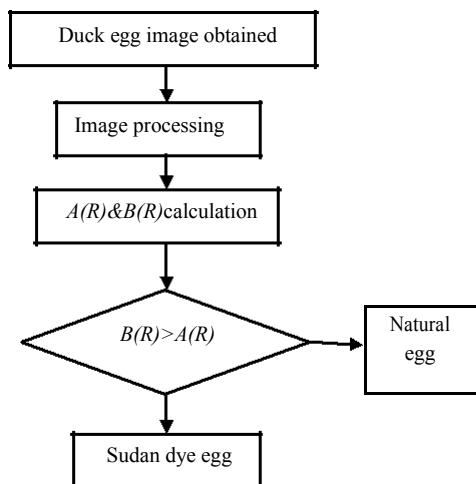 Duck egg image obtained
Image processing
A(R)&B(R)calculation
B(R)>A(R)
Natural
egg
Sudan dye egg